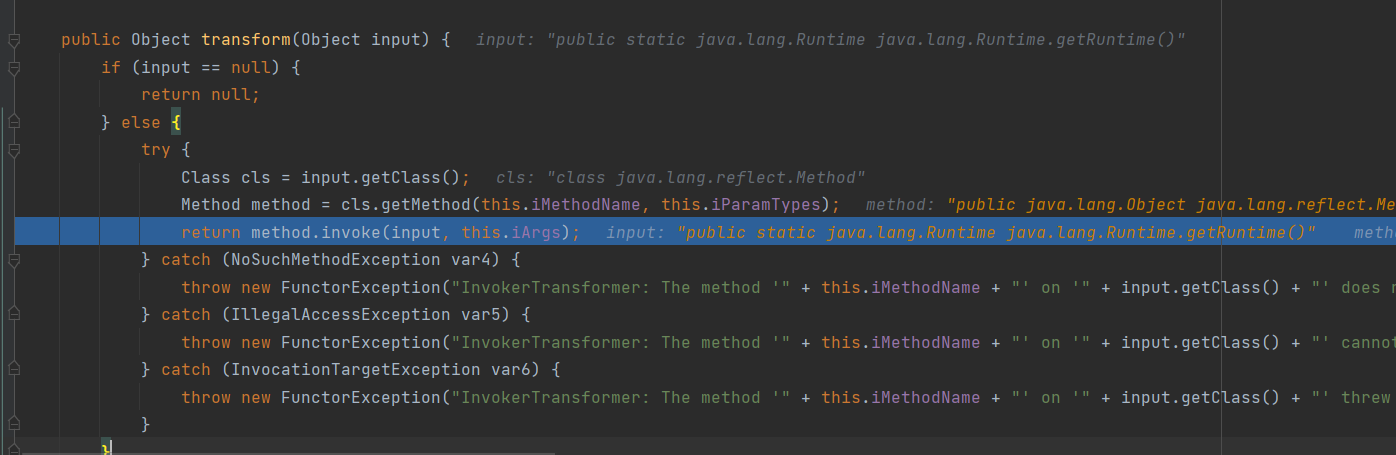 public Object transform(Object input) {   input: "public static java.lang.Runtime java.lang.Runtime.getRuntime()"
if (input == null) {
return null;
} else {
try {
Class cls = input.getClass();   cls: "class java.lang.reflect.Method"
Method method = cls.getMethod(this.iMethodName, this.iParamTypes);   method: "public java.lang.Object java.lang.reflect.Me
return method.invoke(input, this.iArgs);   input: "public static java.lang.Runtime java.lang.Runtime.getRuntime()"   meth
} catch (NoSuchMethodException var4) {
throw new FunctorException("InvokerTransformer: The method '" + this.iMethodName + "' on '" + input.getClass() + "' does n
} catch (IllegalAccessException var5) {
throw new FunctorException("InvokerTransformer: The method '" + this.iMethodName + "' on '" + input.getClass() + "' cannot
} catch (InvocationTargetException var6) {
throw new FunctorException("InvokerTransformer: The method '" + this.iMethodName + "' on '" + input.getClass() + "' threw
}
}